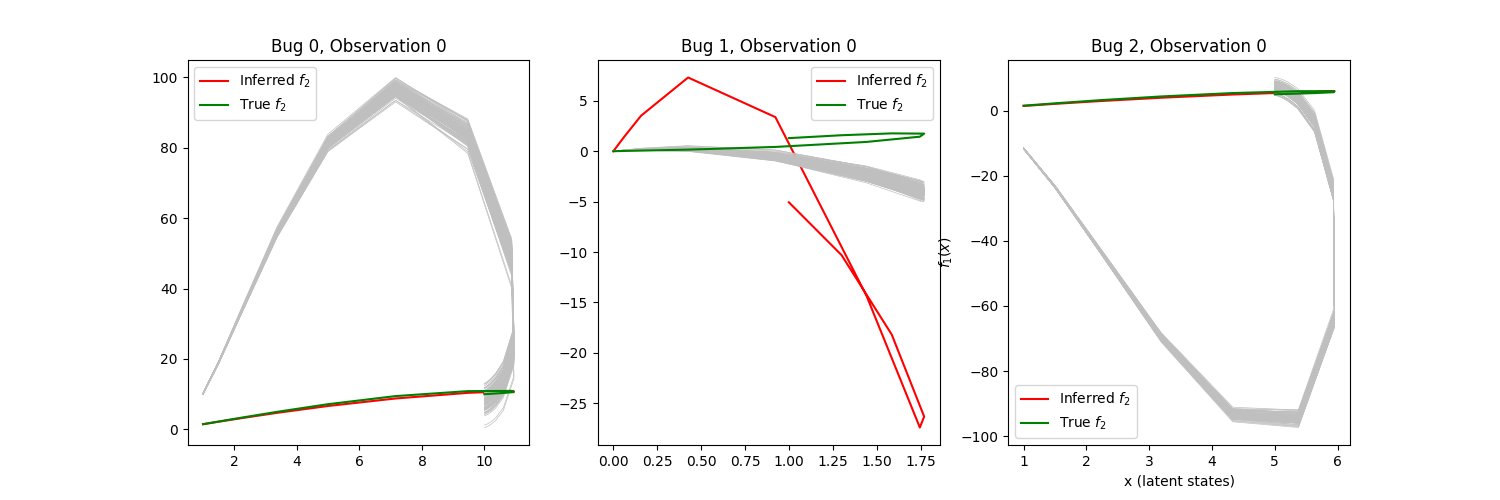 Bug 0, Observation 0
Inferred f₂
True f₂
100
80
60
40
20
0
2 4 6 8 10
Bug 1, Observation 0
Inferred f₂
True f₂
5
0
−5
−10
−15
−20
−25
0.00 0.25 0.50 0.75 1.00 1.25 1.50 1.75
Bug 2, Observation 0
f₁(x)
0
−20
−40
−60
−80
−100
Inferred f₂
True f₂
1 2 3 4 5 6
x (latent states)